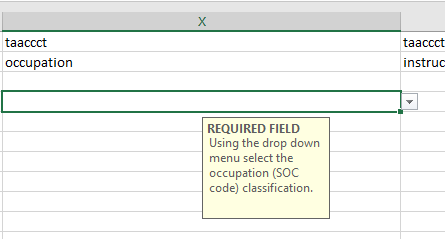 X
taaccct taaccct
occupation instruc
REQUIRED FIELD
Using the drop down
menu select the
occupation (SOC
code) classification.